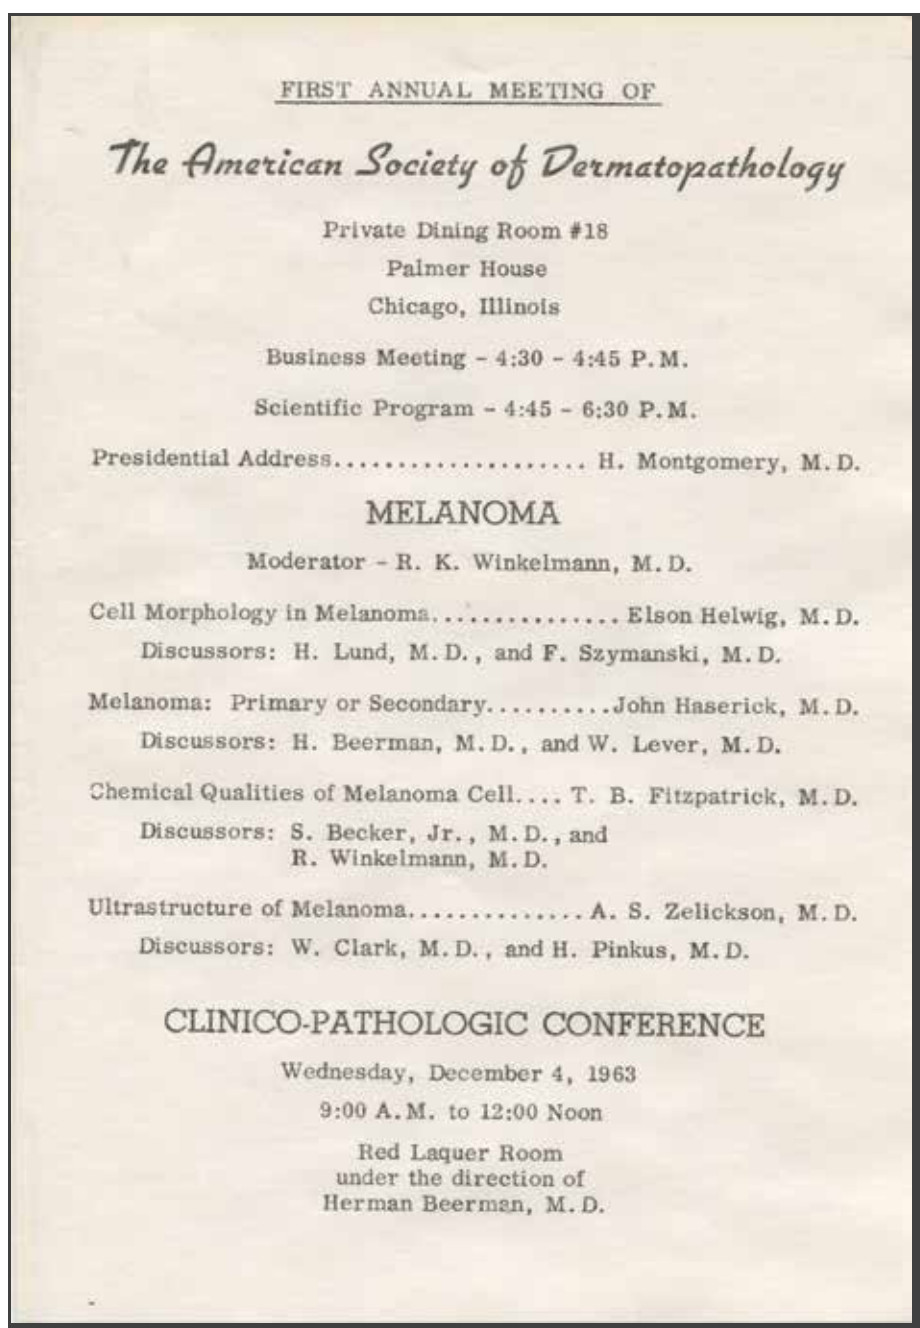 FIRST ANNUAL MEETING OF
The American Society of Dermatopathology
Private Dining Room #18
Palmer House
Chicago, Illinois
Business Meeting - 4:30 - 4:45 P.M.
Scientific Program - 4:45 - 6:30 P.M.
Presidential Address.................... H. Montgomery, M.D.
MELANOMA
Moderator - R. K. Winkelmann, M.D.
Cell Morphology in Melanoma............... Elson Helwig, M.D.
Discussors: H. Lund, M.D., and F. Szymanski, M.D.
Melanoma: Primary or Secondary..........John Haserick, M.D.
Discussors: H. Beerman, M.D., and W. Lever, M.D.
Chemical Qualities of Melanoma Cell.... T. B. Fitzpatrick, M.D.
Discussors: S. Becker, Jr., M.D., and
R. Winkelmann, M.D.
Ultrastructure of Melanoma.............. A. S. Zelickson, M.D.
Discussors: W. Clark, M.D., and H. Pinkus, M.D.
CLINICO-PATHOLOGIC CONFERENCE
Wednesday, December 4, 1963
9:00 A.M. to 12:00 Noon
Red Laquer Room
under the direction of
Herman Beerman, M.D.